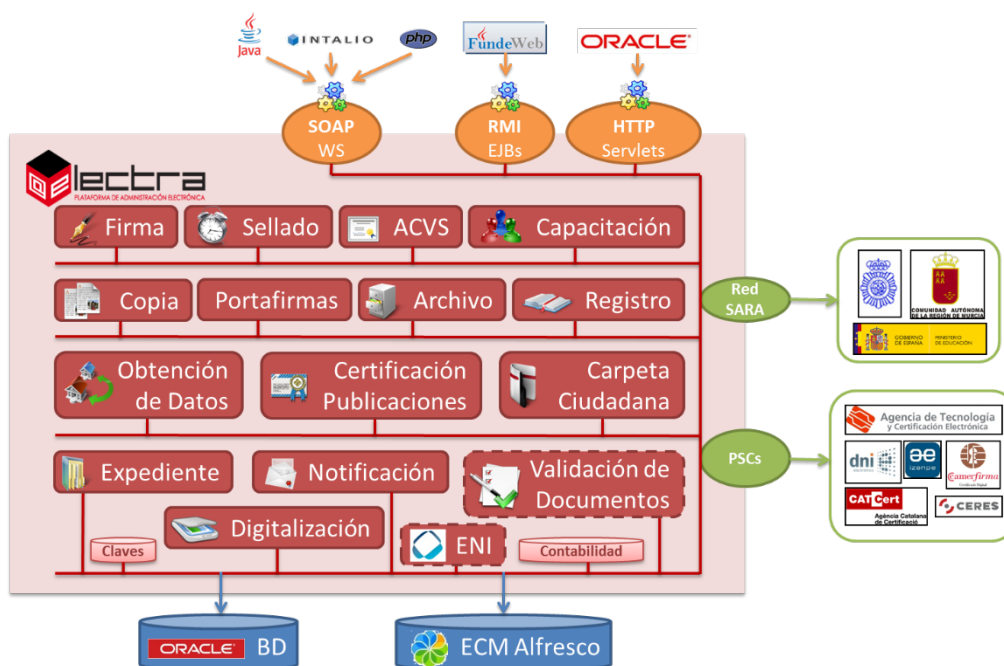 Java
INTALIO
php
FundeWeb
ORACLE
SOAP
WS
RMI
EJBs
HTTP
Servlets
@e lectra
PLATAFORMA DE ADMINISTRACIÓN ELECTRÓNICA
Firma
Sellado
ACVS
Capacitación
Copia
Portafirmas
Archivo
Registro
Red
SARA
COMUNIDAD AUTÓNOMA
DE LA REGIÓN DE MURCIA
GOBIERNO
DE ESPAÑA
MINISTERIO
DE EDUCACIÓN
Obtención
de Datos
Certificación
Publicaciones
Carpeta
Ciudadana
PSCs
Agencia de Tecnología
y Certificación Electrónica
dni
izenpe
Camerfirma
Certificado Digital
CATCert
Agència Catalana
de Certificació
CERES
Expediente
Notificación
Validación de
Documentos
Digitalización
Claves
ENI
Contabilidad
ORACLE
BD
ECM Alfresco